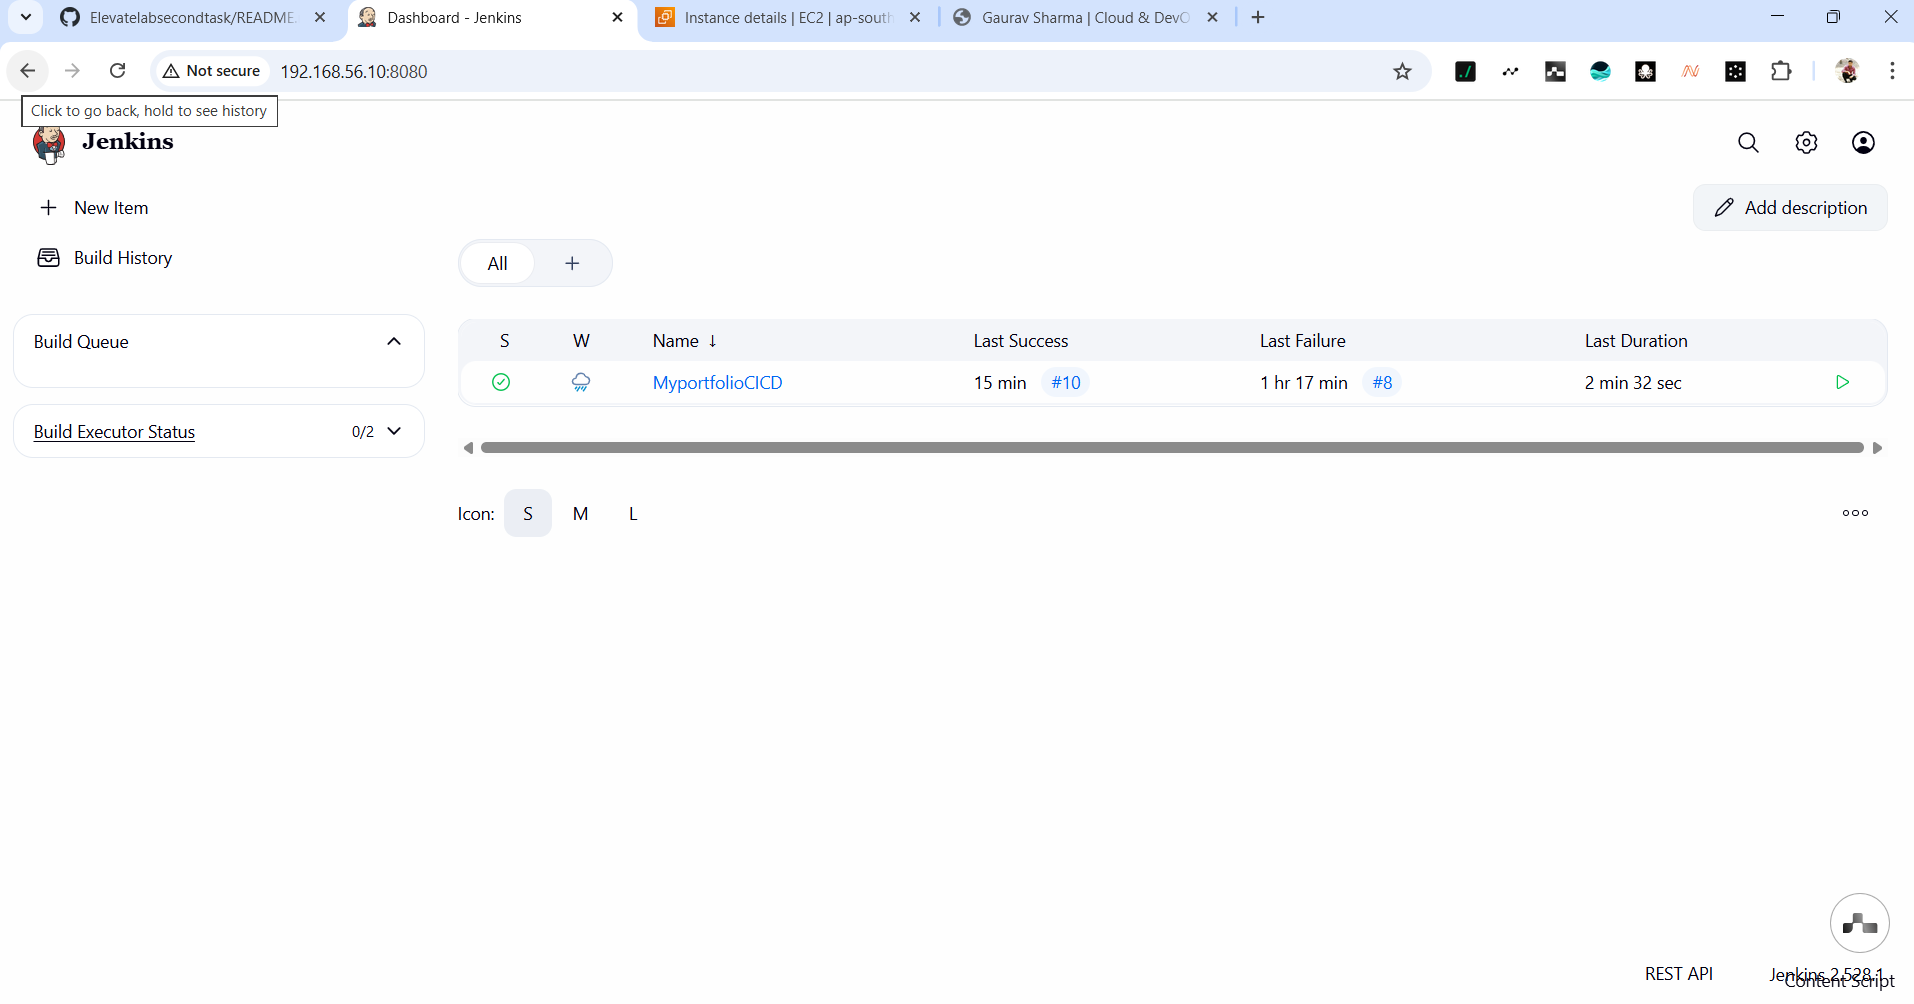 Elevatelabsecondtask/README.
Dashboard - Jenkins
Instance details | EC2 | ap-south
Gaurav Sharma | Cloud & DevO
Not secure
192.168.56.10:8080
Click to go back, hold to see history
Jenkins
New Item
Add description
Build History
All
Build Queue
S W Name ↓ Last Success Last Failure Last Duration
MyportfolioCICD 15 min #10 1 hr 17 min #8 2 min 32 sec
Build Executor Status 0/2
Icon: S M L
REST API
Jenkins 2.528.1
Content Script